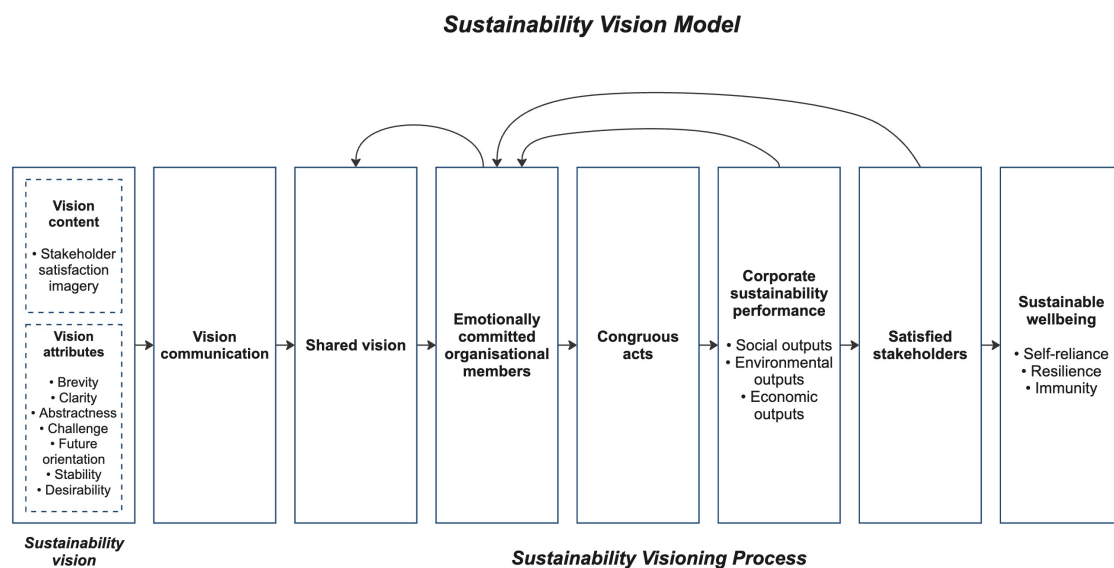 Sustainability Vision Model
Vision
content
• Stakeholder
satisfaction
imagery
Vision
attributes
• Brevity
• Clarity
• Abstractness
• Challenge
• Future
orientation
• Stability
• Desirability
Sustainability
vision
Vision
communication
Shared vision
Emotionally
committed
organisational
members
Congruous
acts
Corporate
sustainability
performance
• Social outputs
• Environmental
outputs
• Economic
outputs
Satisfied
stakeholders
Sustainable
wellbeing
• Self-reliance
• Resilience
• Immunity
Sustainability Visioning Process